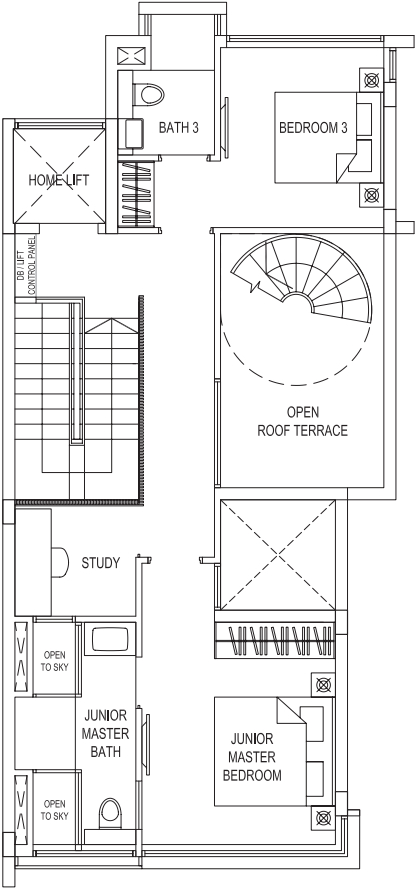 BATH 3
BEDROOM 3
HOME LIFT
DB / LIFT
CONTROL PANEL
OPEN
ROOF TERRACE
STUDY
OPEN
TO SKY
JUNIOR
MASTER
BATH
JUNIOR
MASTER
BEDROOM
OPEN
TO SKY